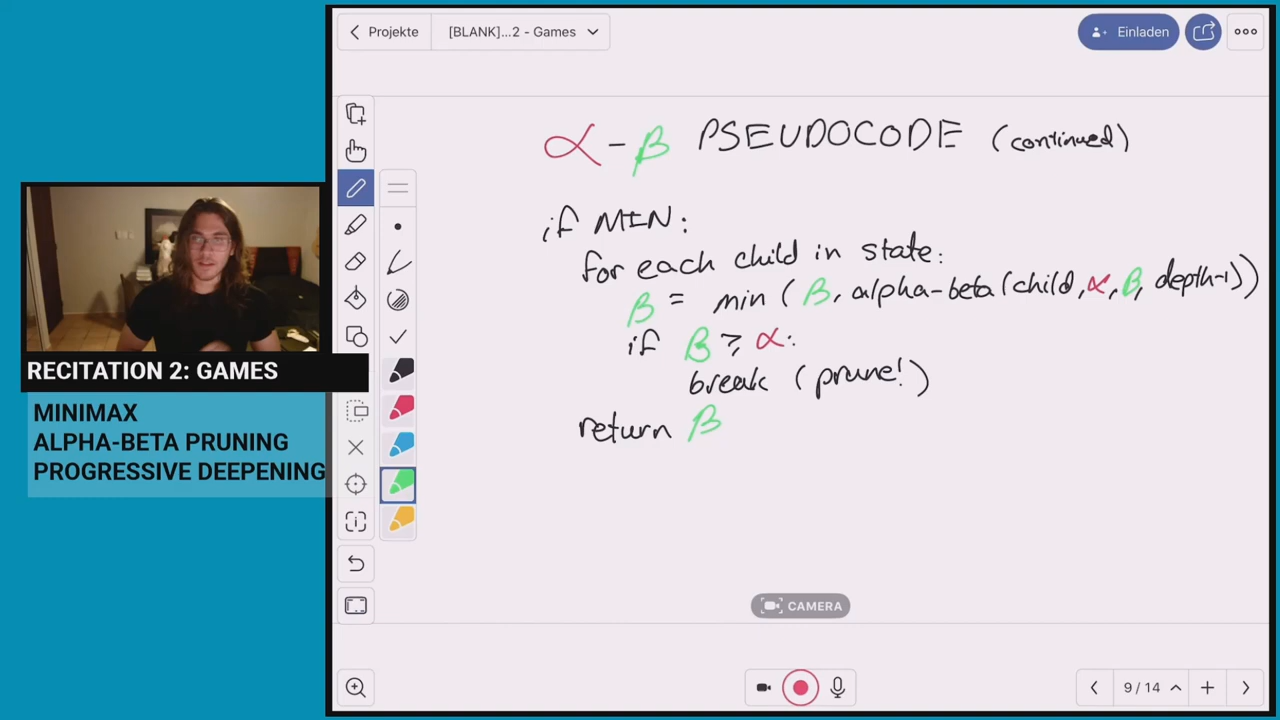 Projekte
[BLANK]...2 - Games
Einladen
α - β PSEUDOCODE (continued)
if MIN:
for each child in state:
β = min (β, alpha-beta(child, α, β, depth-1))
if β ⩾ α:
break (prune!)
return β
RECITATION 2: GAMES
MINIMAX
ALPHA-BETA PRUNING
PROGRESSIVE DEEPENING
CAMERA
9 / 14